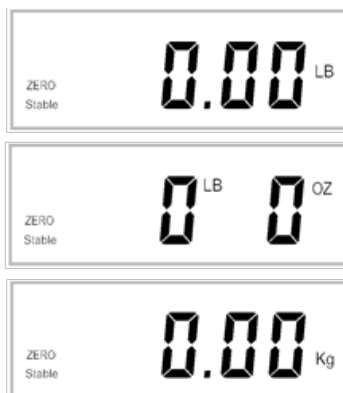 0.00 LB
ZERO
Stable
0 LB 0 OZ
ZERO
Stable
0.00 Kg
ZERO
Stable